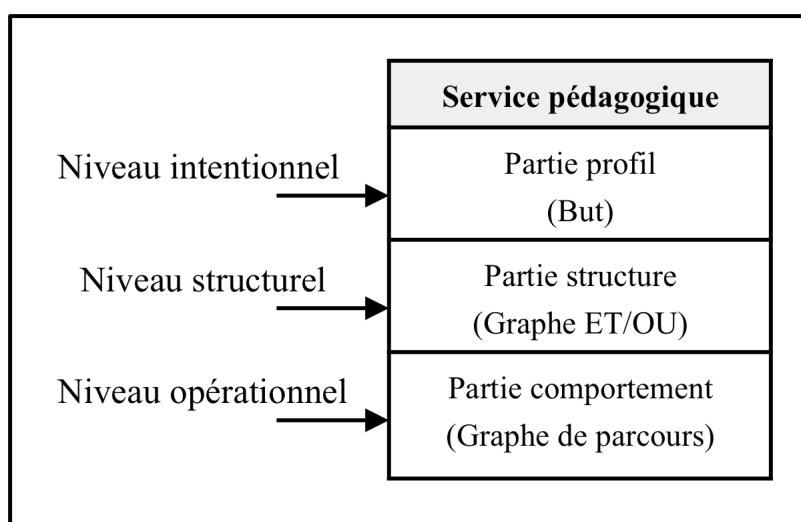 Service pédagogique
Niveau intentionnel
Partie profil
(But)
Niveau structurel
Partie structure
(Graphe ET/OU)
Niveau opérationnel
Partie comportement
(Graphe de parcours)